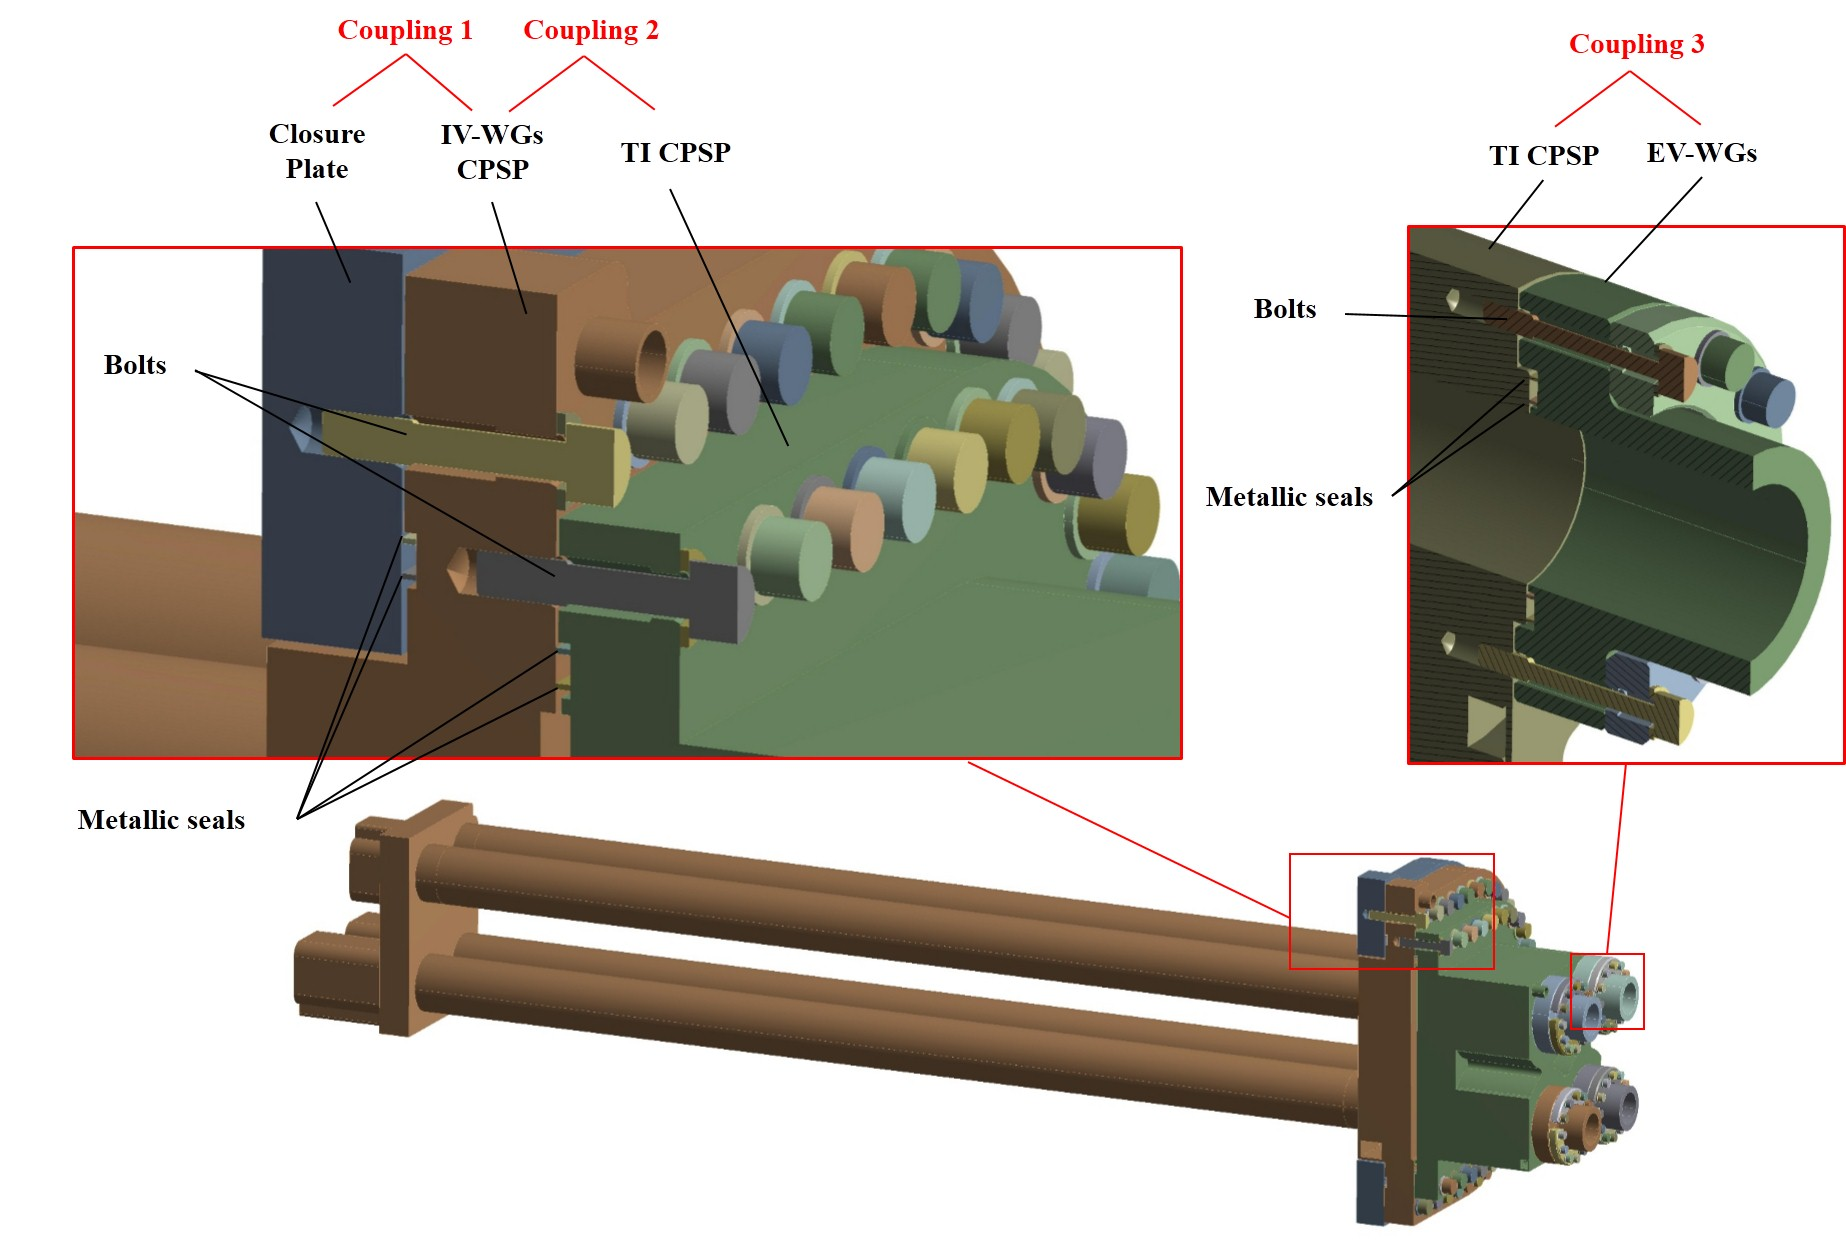 Coupling 1
Coupling 2
Closure
Plate
IV-WGs
CPSP
TI CPSP
Bolts
Metallic seals
Coupling 3
TI CPSP
EV-WGs
Bolts
Metallic seals